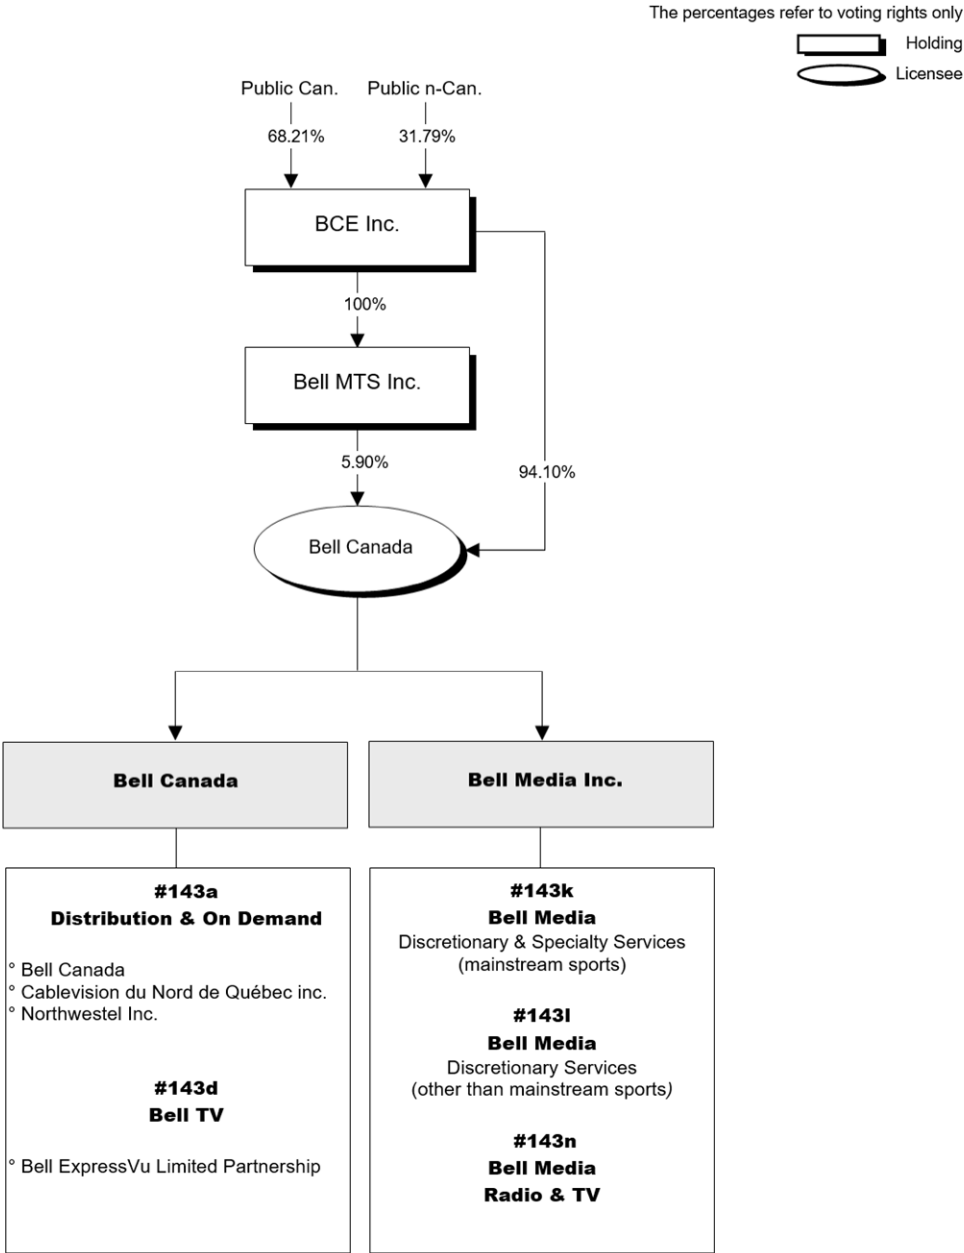 The percentages refer to voting rights only
Holding
Licensee
Public Can.
Public n-Can.
68.21%
31.79%
BCE Inc.
100%
Bell MTS Inc.
5.90%
94.10%
Bell Canada
Bell Canada
#143a
Distribution & On Demand
° Bell Canada
° Cablevision du Nord de Québec inc.
° Northwestel Inc.
#143d
Bell TV
° Bell ExpressVu Limited Partnership
Bell Media Inc.
#143k
Bell Media
Discretionary & Specialty Services
(mainstream sports)
#143l
Bell Media
Discretionary Services
(other than mainstream sports)
#143n
Bell Media
Radio & TV